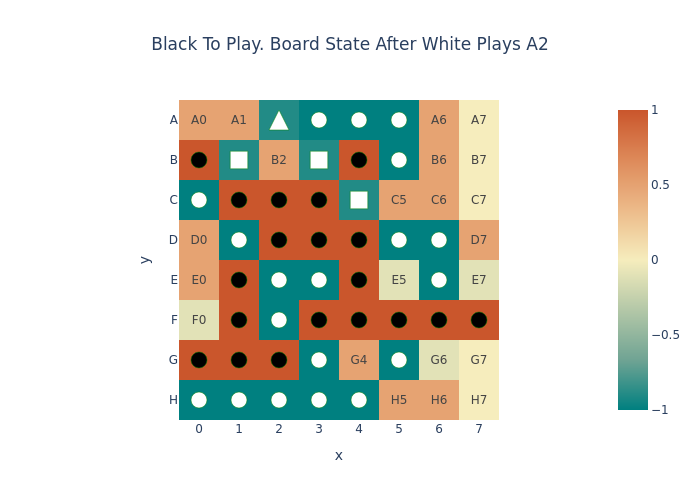 Black To Play. Board State After White Plays A2
A A0 A1 A6 A7 1
B B2 B6 B7
C C5 C6 C7 0.5
D D0 D7
y E E0 E5 E7 0
F F0
G G4 G6 G7 −0.5
H H5 H6 H7 −1
0 1 2 3 4 5 6 7
x